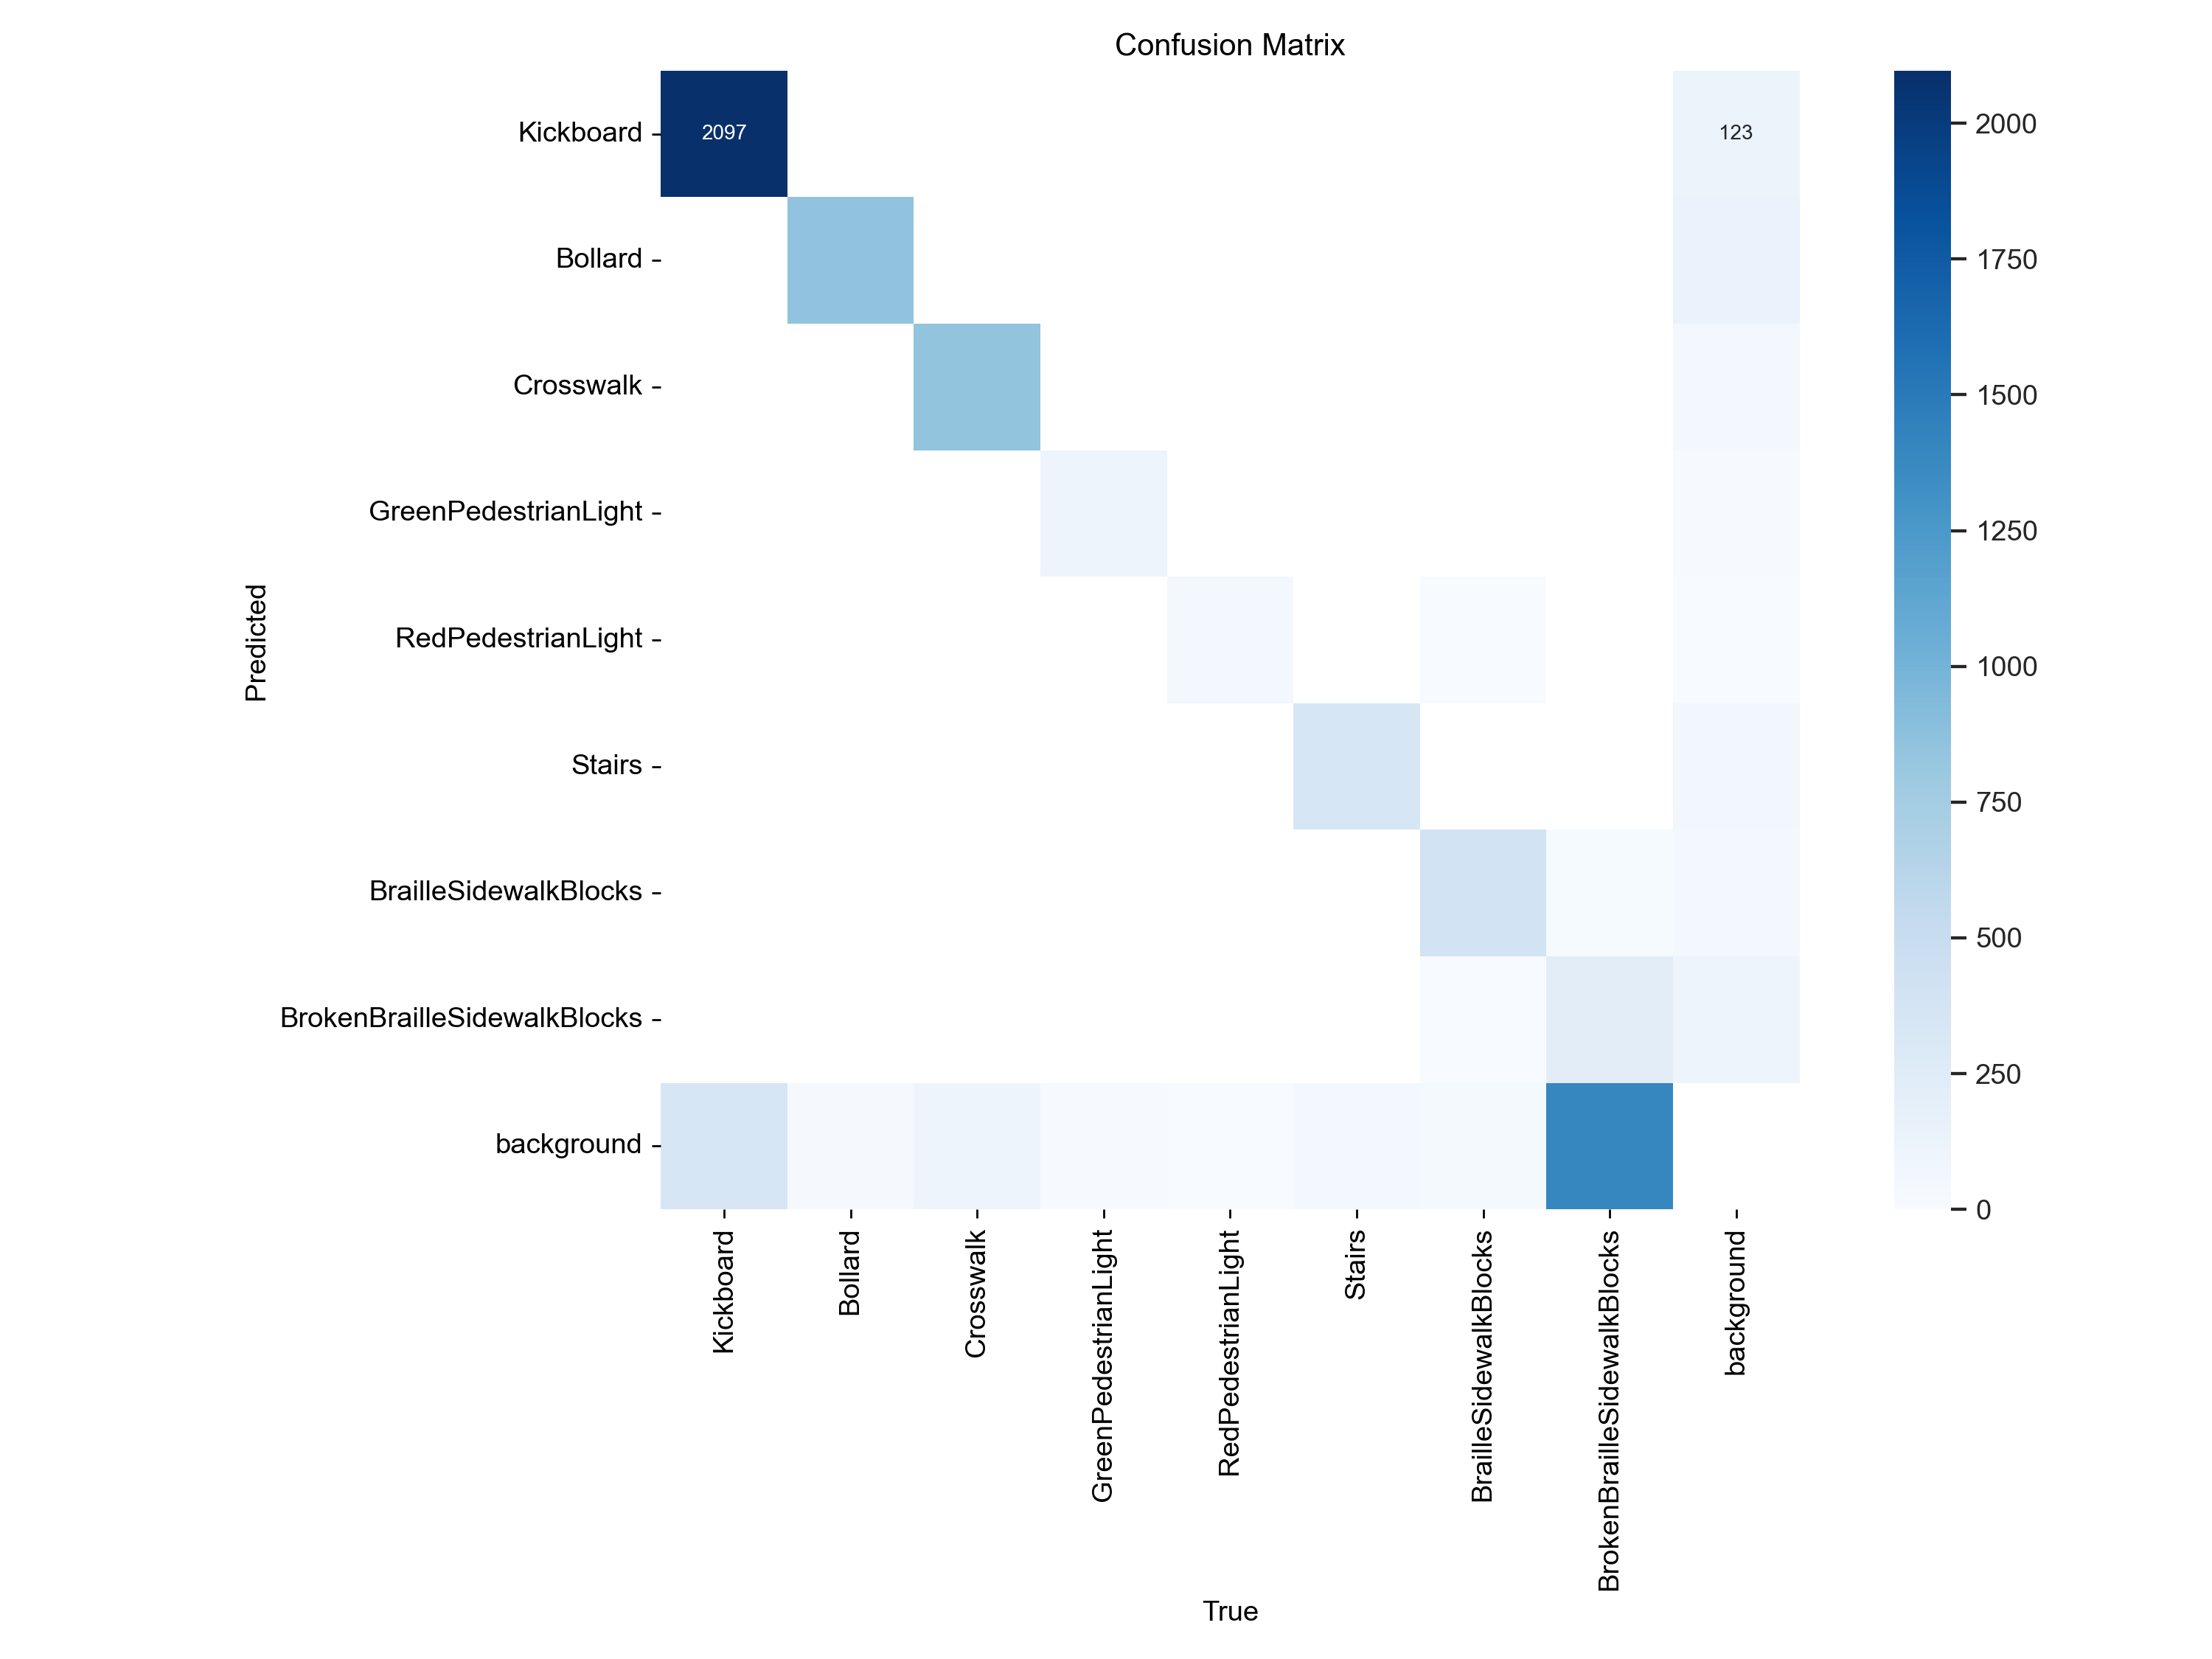 Confusion Matrix
Predicted
Kickboard
Bollard
Crosswalk
GreenPedestrianLight
RedPedestrianLight
Stairs
BrailleSidewalkBlocks
BrokenBrailleSidewalkBlocks
background
2097
123
Kickboard
Bollard
Crosswalk
GreenPedestrianLight
RedPedestrianLight
Stairs
BrailleSidewalkBlocks
BrokenBrailleSidewalkBlocks
background
True
2000
1750
1500
1250
1000
750
500
250
0